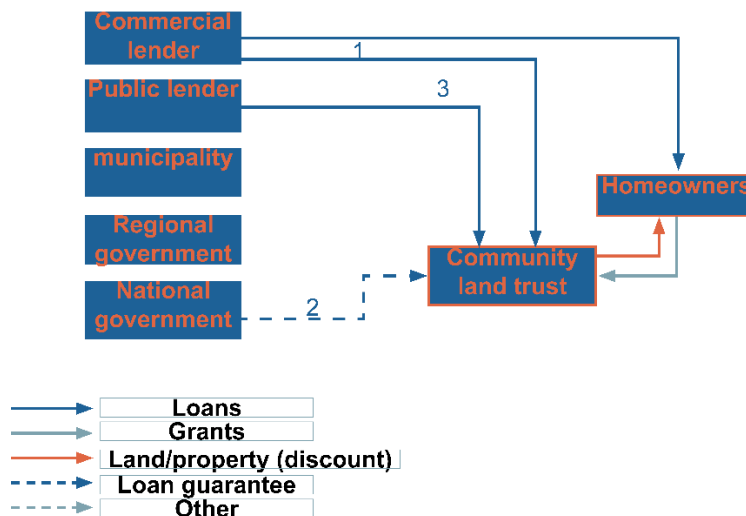 Commercial
lender
1
Public lender
3
municipality
Homeowners
Regional
government
Community
land trust
National
government
2
Loans
Grants
Land/property (discount)
Loan guarantee
Other